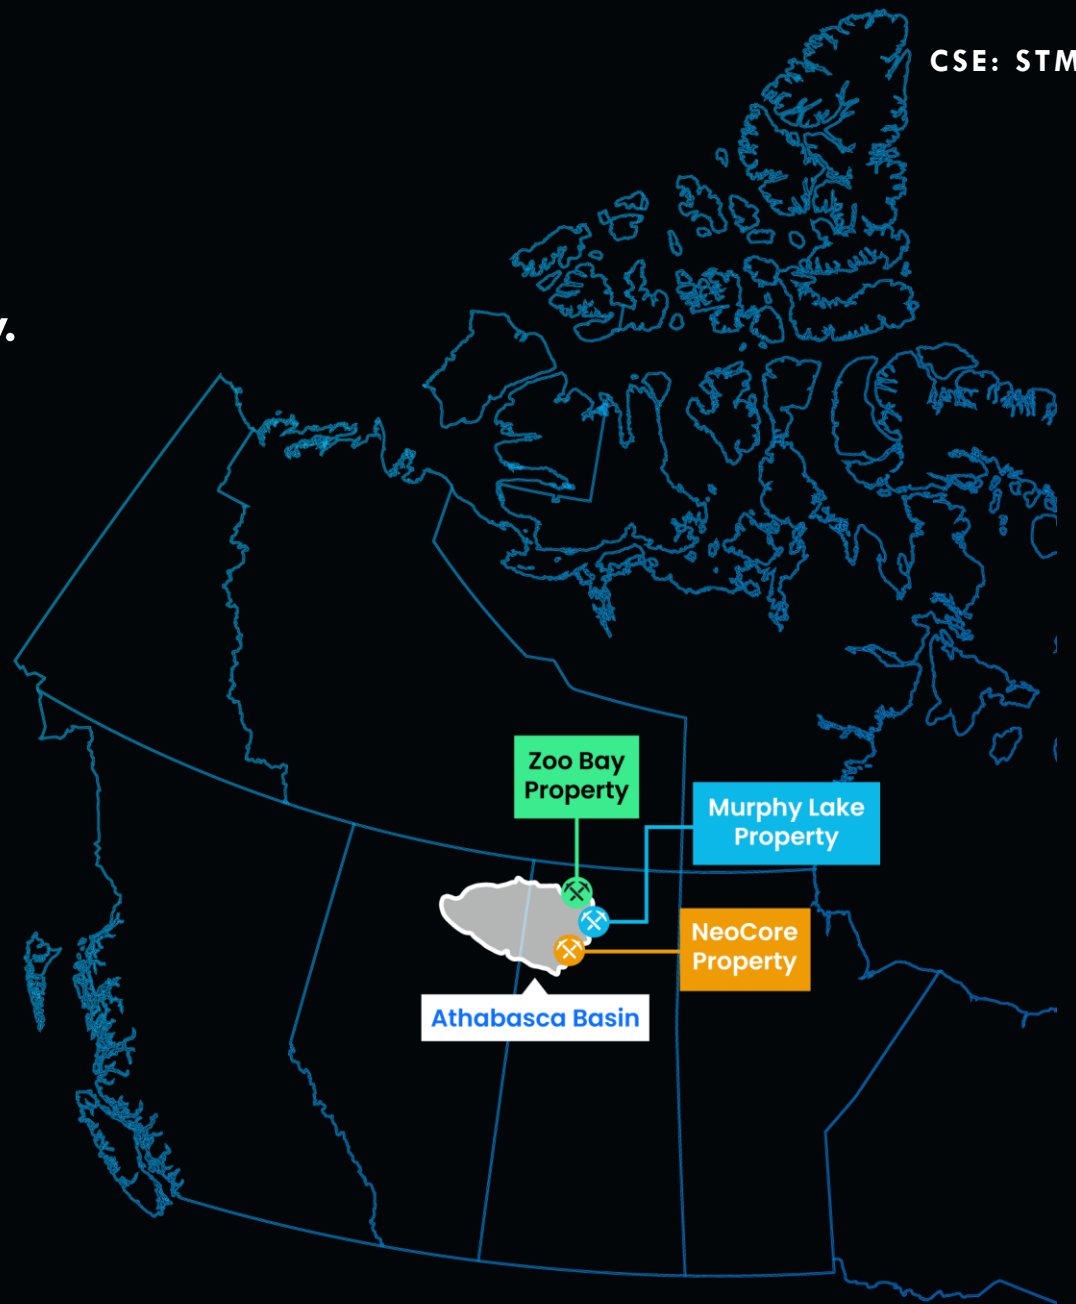 CSE: STM
y.
Zoo Bay
Property
Murphy Lake
Property
NeoCore
Property
Athabasca Basin